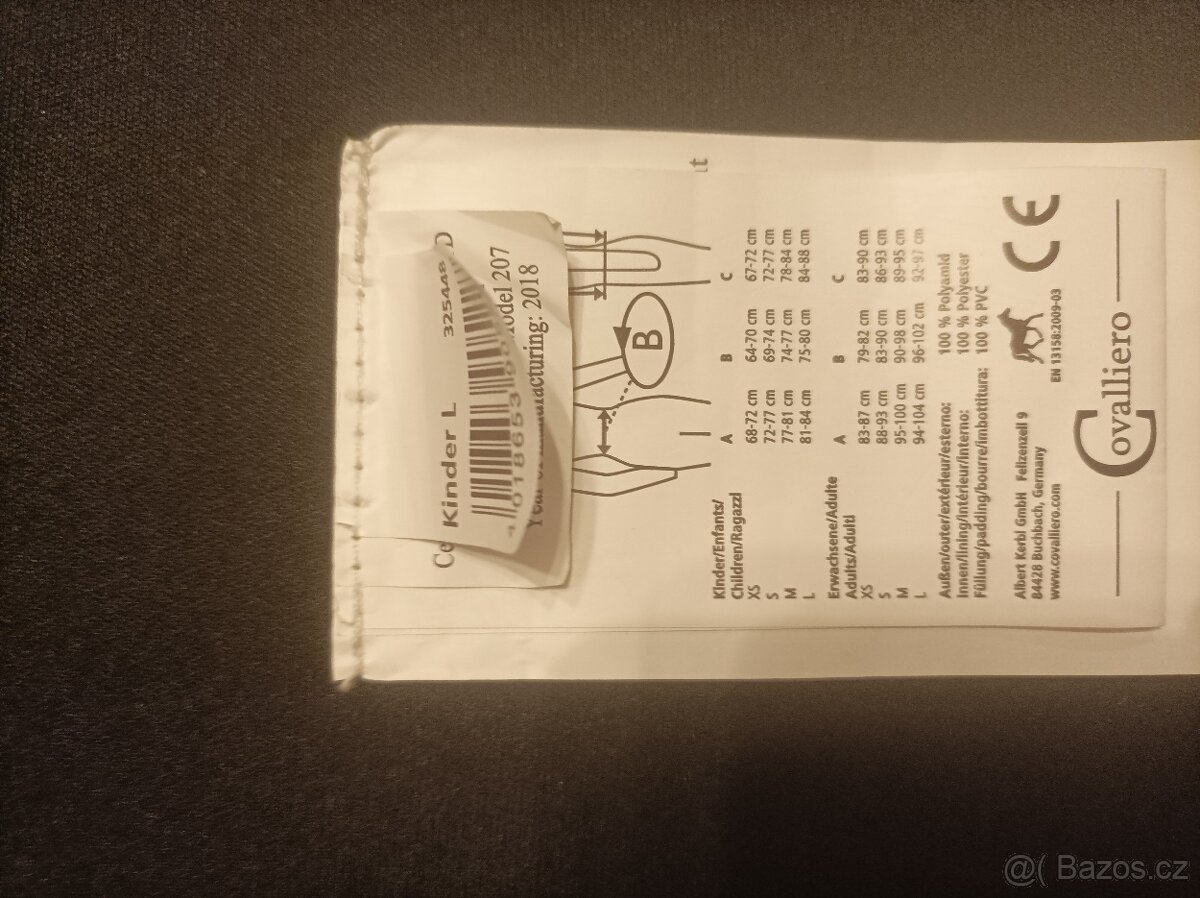 Kinder L 325448
4 018653
Model 207
Year of manufacturing: 2018
B
Kinder/Enfants/
Children/Ragazzi A B C
XS 68-72 cm 64-70 cm 67-72 cm
S 72-77 cm 69-74 cm 72-77 cm
M 77-81 cm 74-77 cm 78-84 cm
L 81-84 cm 75-80 cm 84-88 cm
Erwachsene/Adulte
Adults/Adulti A B C
XS 83-87 cm 79-82 cm 83-90 cm
S 88-93 cm 83-90 cm 86-93 cm
M 95-100 cm 90-98 cm 89-95 cm
L 94-104 cm 96-102 cm 92-97 cm
Außen/outer/extérieur/esterno: 100 % Polyamid
Innen/lining/intérieur/interno: 100 % Polyester
Füllung/padding/bourre/imbottitura: 100 % PVC
Albert Kerbl GmbH Felizenzell 9
84428 Buchbach, Germany
www.covalliero.com
EN 13158:2009-03
CE
Covalliero
@( Bazos.cz